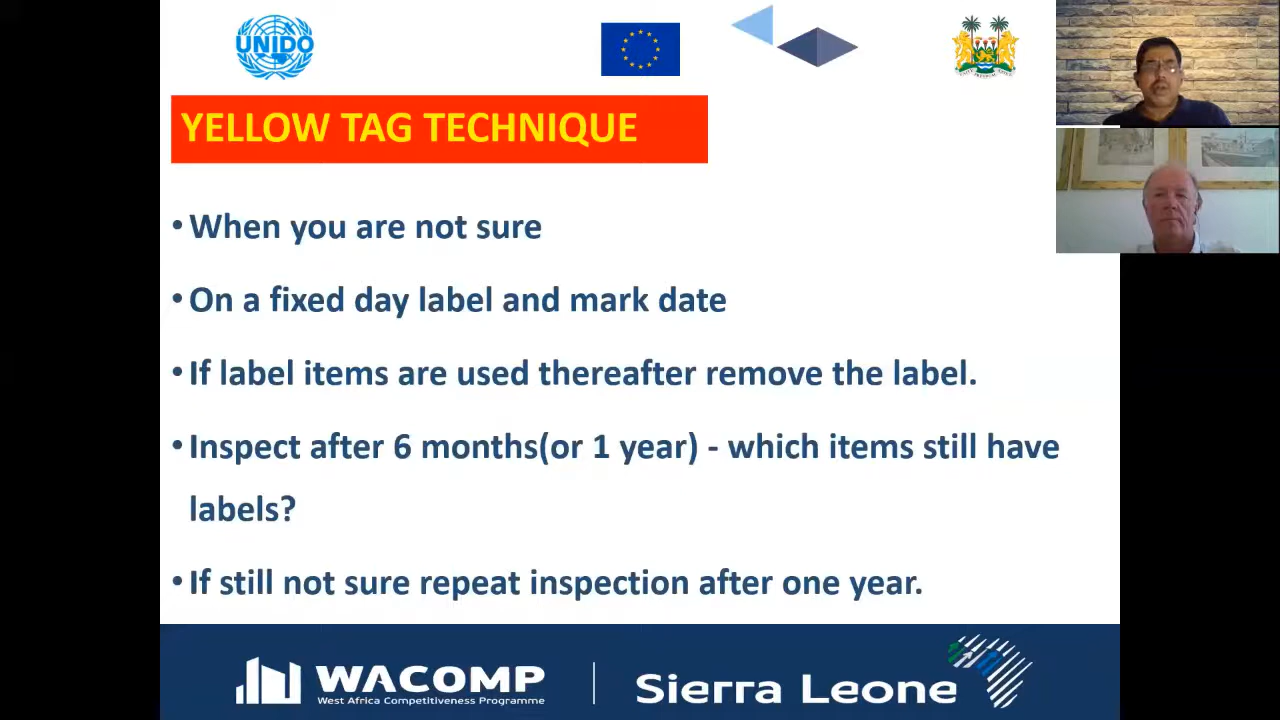 UNIDO
YELLOW TAG TECHNIQUE
•When you are not sure
•On a fixed day label and mark date
•If label items are used thereafter remove the label.
•Inspect after 6 months(or 1 year) - which items still have
labels?
•If still not sure repeat inspection after one year.
WACOMP
West Africa Competitiveness Programme
Sierra Leone